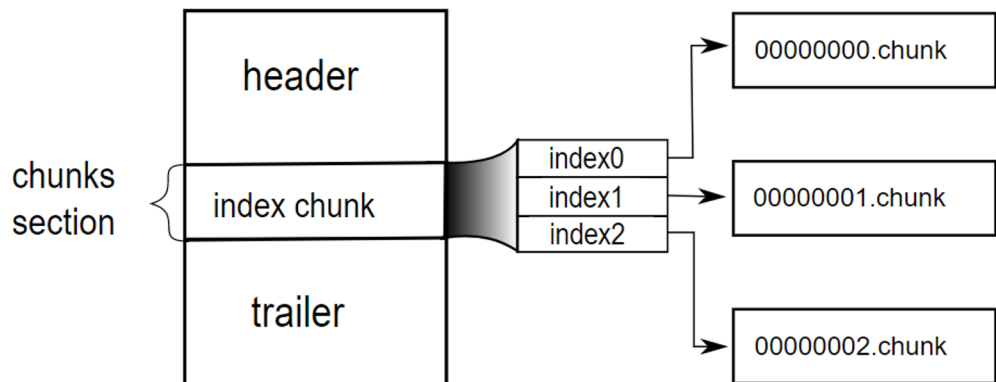 header
chunks
section
index chunk
trailer
index0
index1
index2
00000000.chunk
00000001.chunk
00000002.chunk